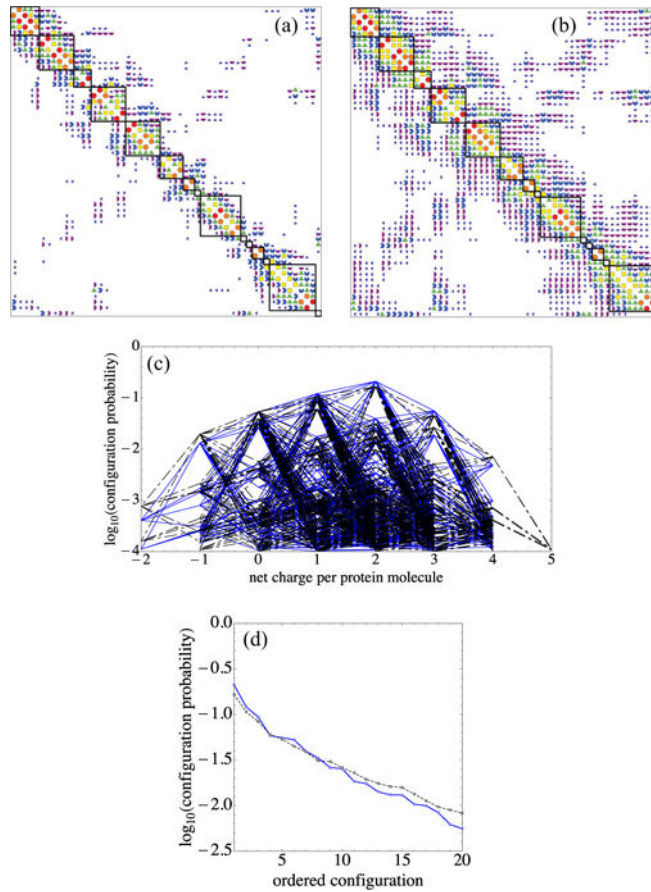 (a)
(b)
(c)
log10(configuration probability)
0
−1
−2
−3
−4
−2 −1 0 1 2 3 4 5
net charge per protein molecule
(d)
log10(configuration probability)
0.0
−0.5
−1.0
−1.5
−2.0
−2.5
5 10 15 20
ordered configuration